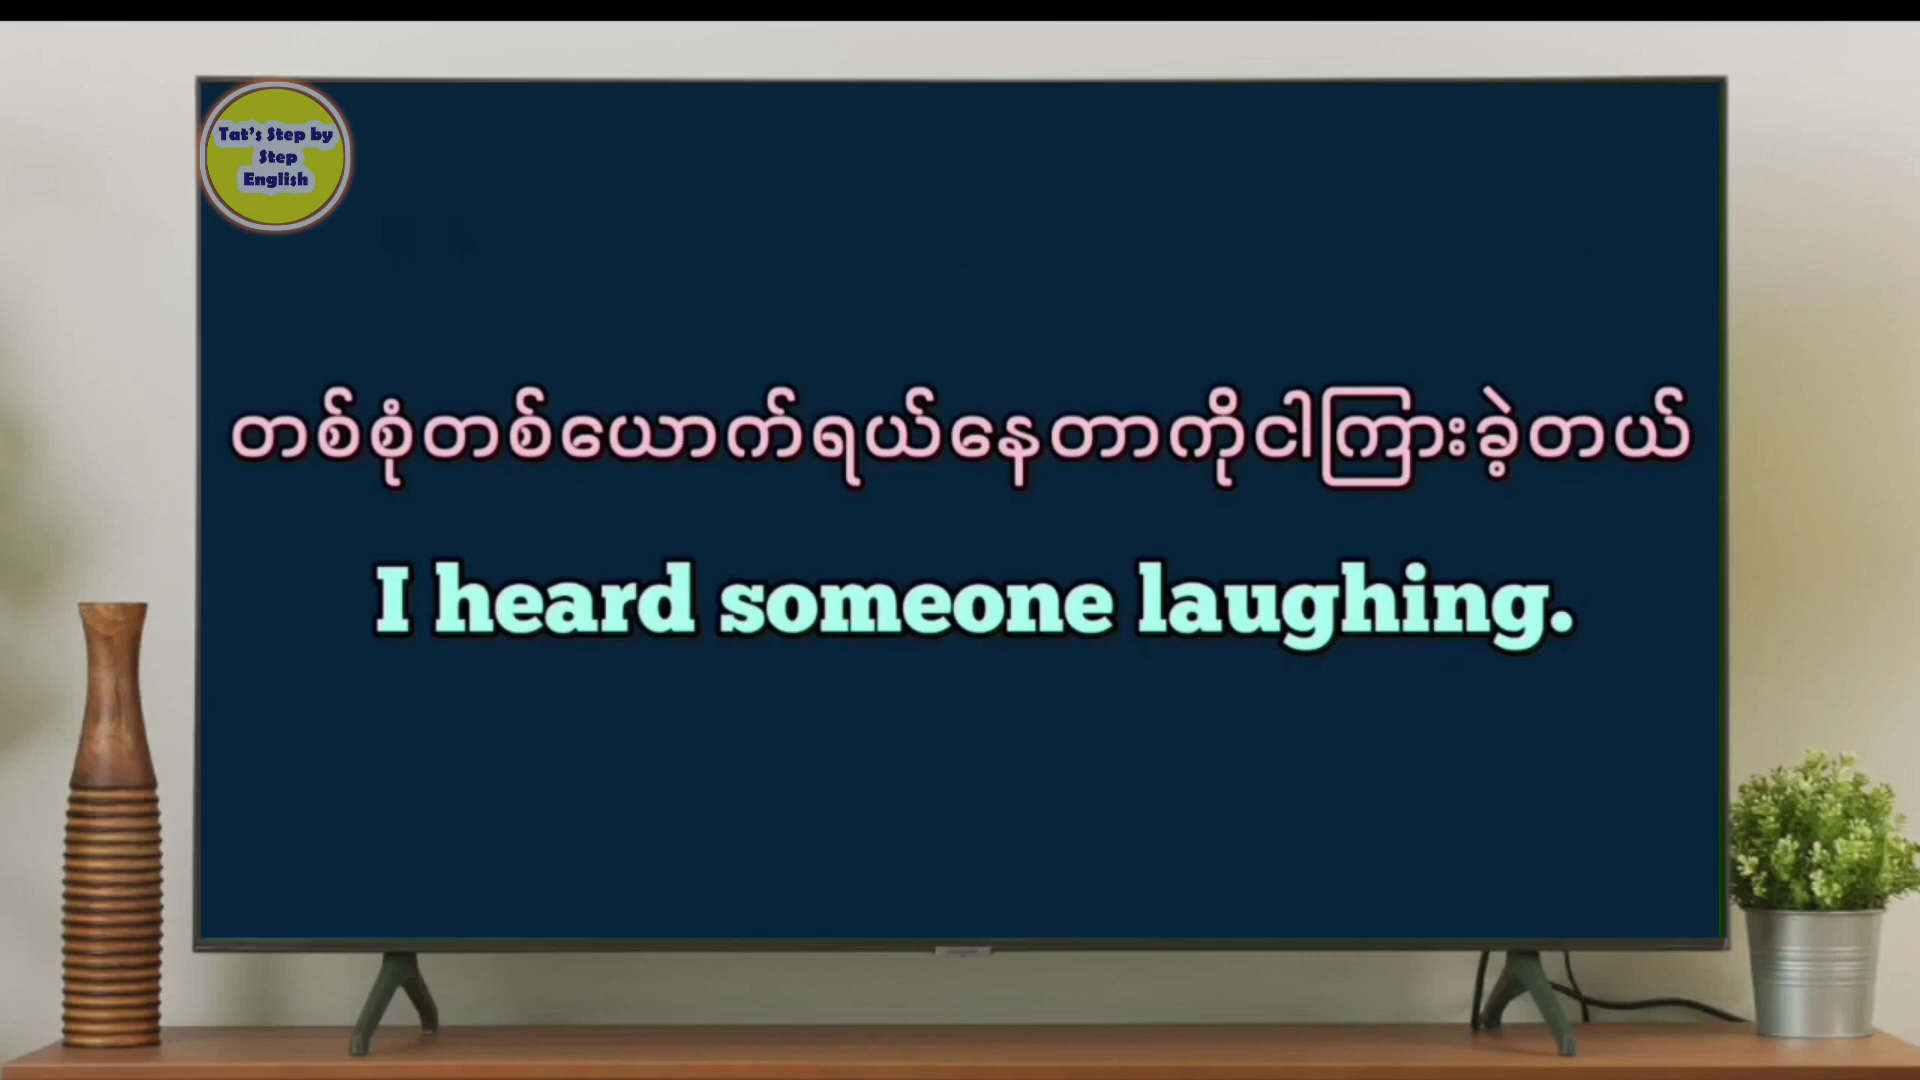 Tat's Step by
Step
English
တစ်စုံတစ်ယောက်ရယ်နေတာကိုငါကြားခဲ့တယ်
I heard someone laughing.